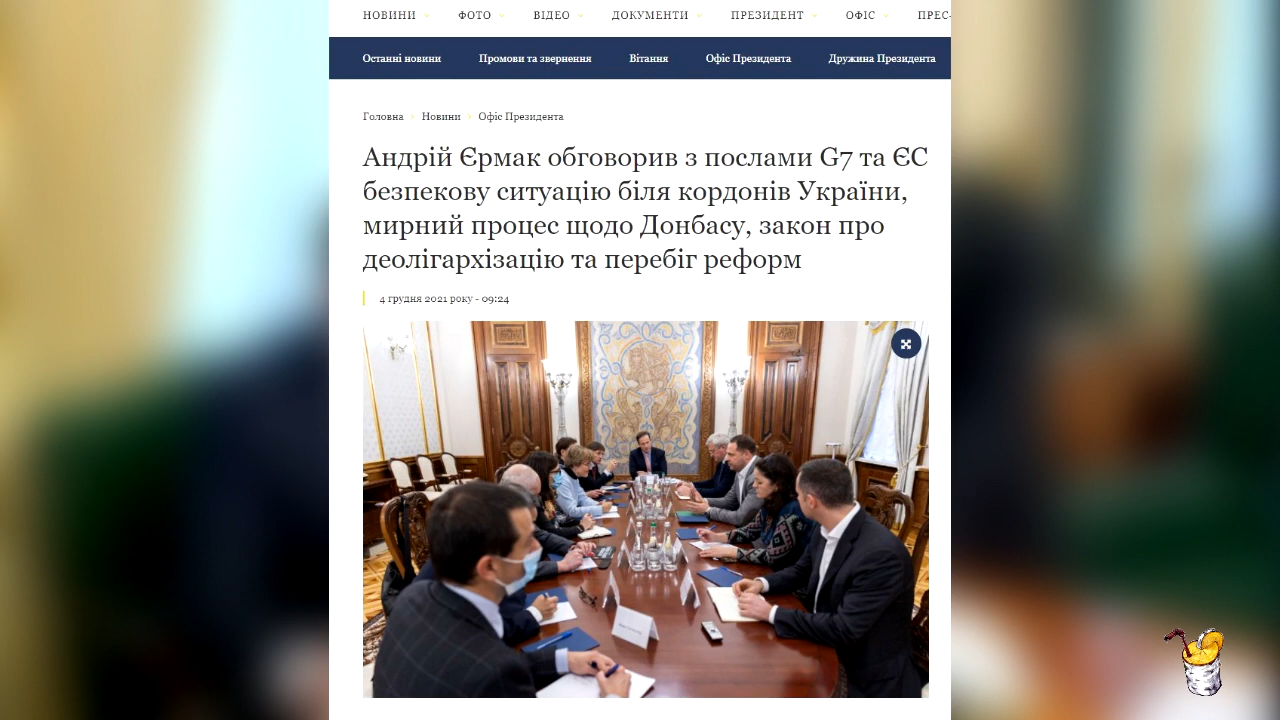 НОВИНИ ФОТО ВІДЕО ДОКУМЕНТИ ПРЕЗИДЕНТ ОФІС ПРЕС-
Останні новини Промови та звернення Вітання Офіс Президента Дружина Президента
Головна Новини Офіс Президента
Андрій Єрмак обговорив з послами G7 та ЄС
безпекову ситуацію біля кордонів України,
мирний процес щодо Донбасу, закон про
деолігархізацію та перебіг реформ
4 грудня 2021 року - 09:24